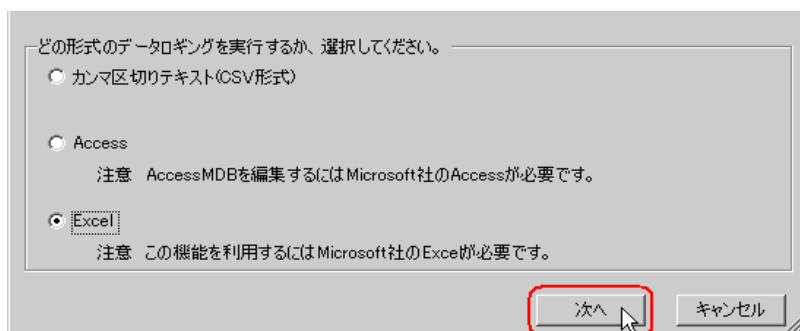 どの形式のデータロギングを実行するか、選択してください。
カンマ区切りテキスト(CSV形式)
Access
注意 AccessMDBを編集するにはMicrosoft社のAccessが必要です。
Excel
注意 この機能を利用するにはMicrosoft社のExcelが必要です。
次へ キャンセル